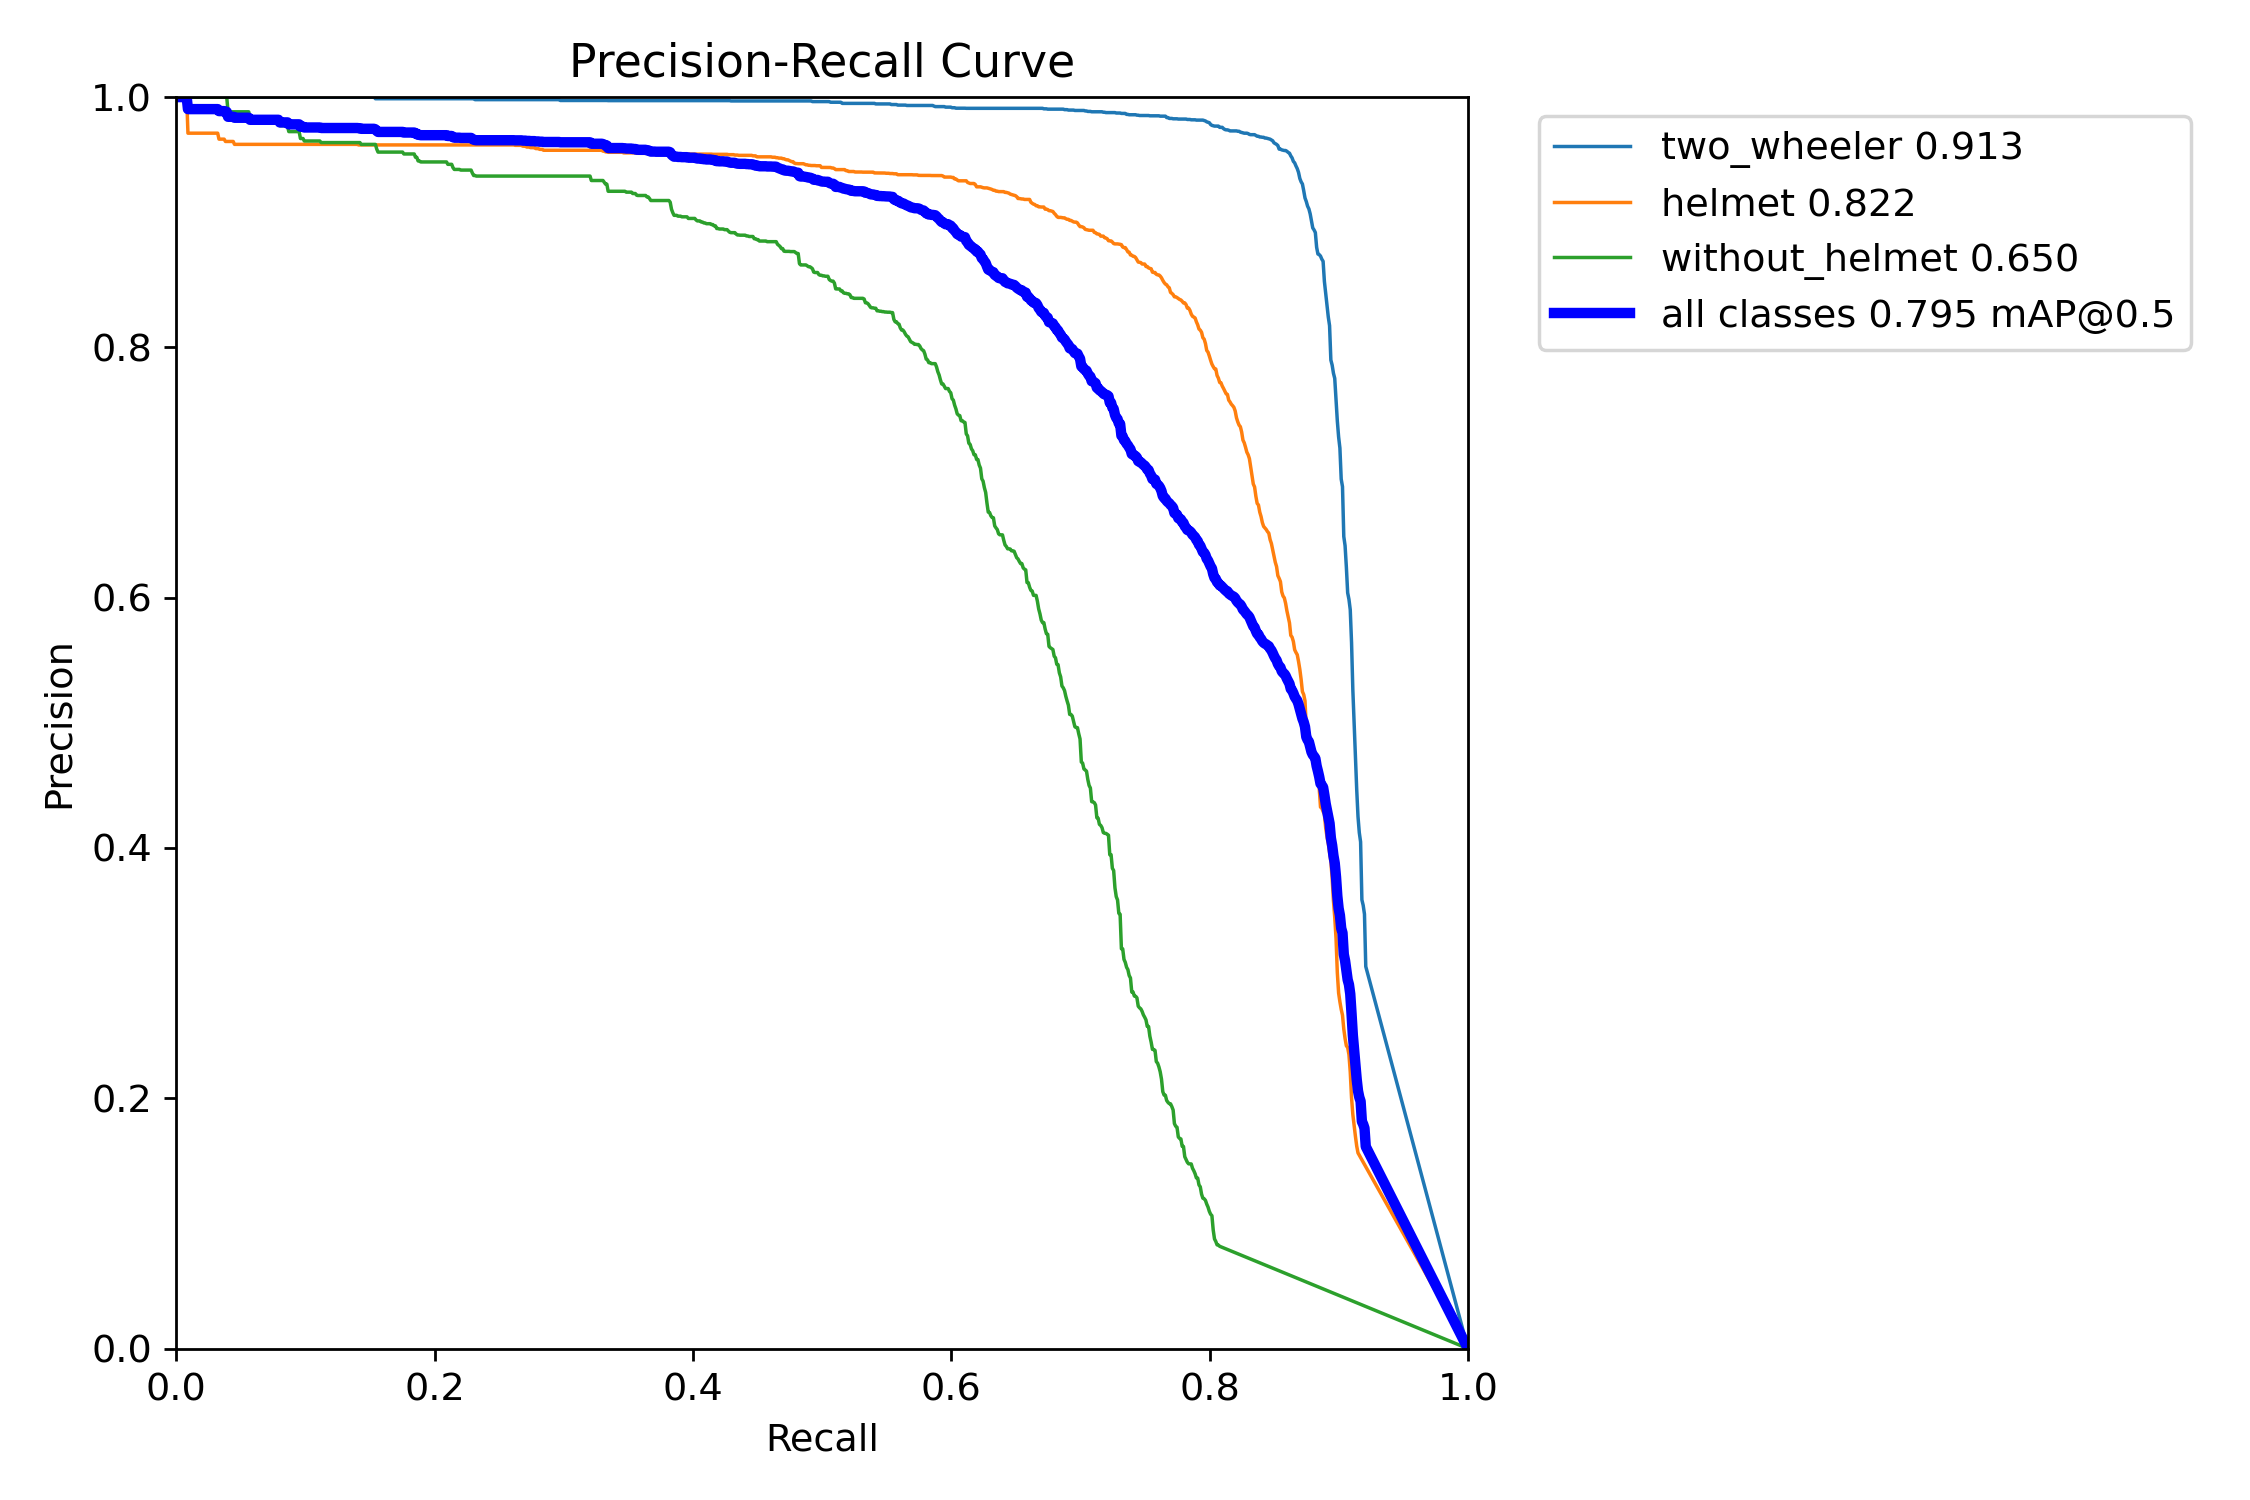 Precision-Recall Curve
1.0
0.8
0.6
0.4
0.2
0.0
Precision
0.0 0.2 0.4 0.6 0.8 1.0
Recall
two_wheeler 0.913
helmet 0.822
without_helmet 0.650
all classes 0.795 mAP@0.5